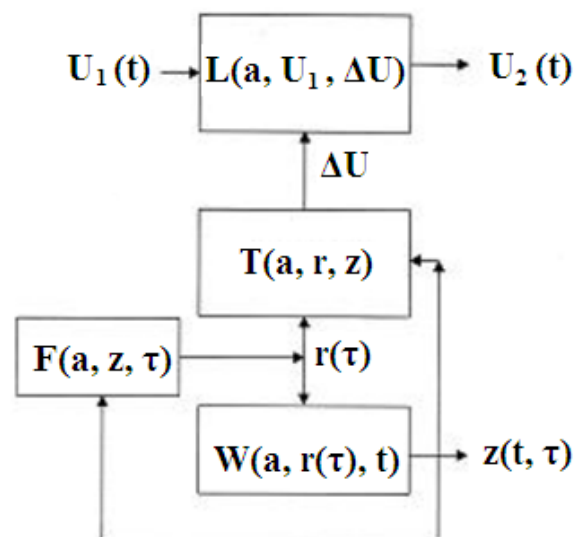 U₁(t)
L(a, U₁, ΔU)
U₂(t)
ΔU
T(a, r, z)
F(a, z, τ)
r(τ)
W(a, r(τ), t)
z(t, τ)